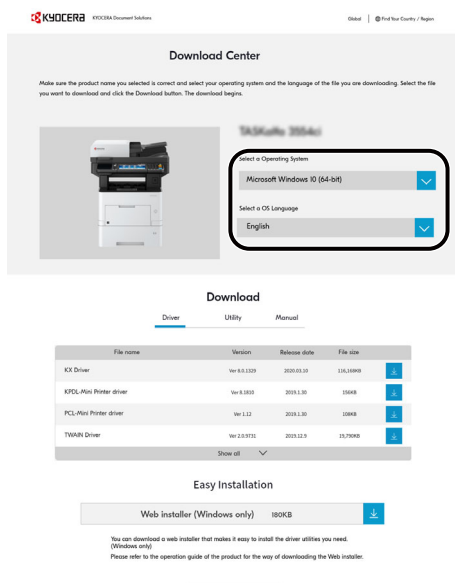 KYOCERA KYOCERA Document Solutions Global Find Your Country / Region
Download Center
Make sure the product name you selected is correct and select your operating system and the language of the file you are downloading. Select the file
you want to download and click the Download button. The download begins.
Select a Operating System
Microsoft Windows 10 (64-bit)
Select a OS Language
English
Download
Driver Utility Manual
File name Version Release date File size
KX Driver Ver 8.0.1329 2020.03.10 116,168KB
KPDL-Mini Printer driver Ver 8.1810 2019.1.30 156KB
PCL-Mini Printer driver Ver 1.12 2019.1.30 108KB
TWAIN Driver Ver 2.0.9731 2019.12.9 19,790KB
Show all
Easy Installation
Web installer (Windows only) 180KB
You can download a web installer that makes it easy to install the driver utilities you need.
(Windows only)
Please refer to the operation guide of the product for the way of downloading the Web installer.